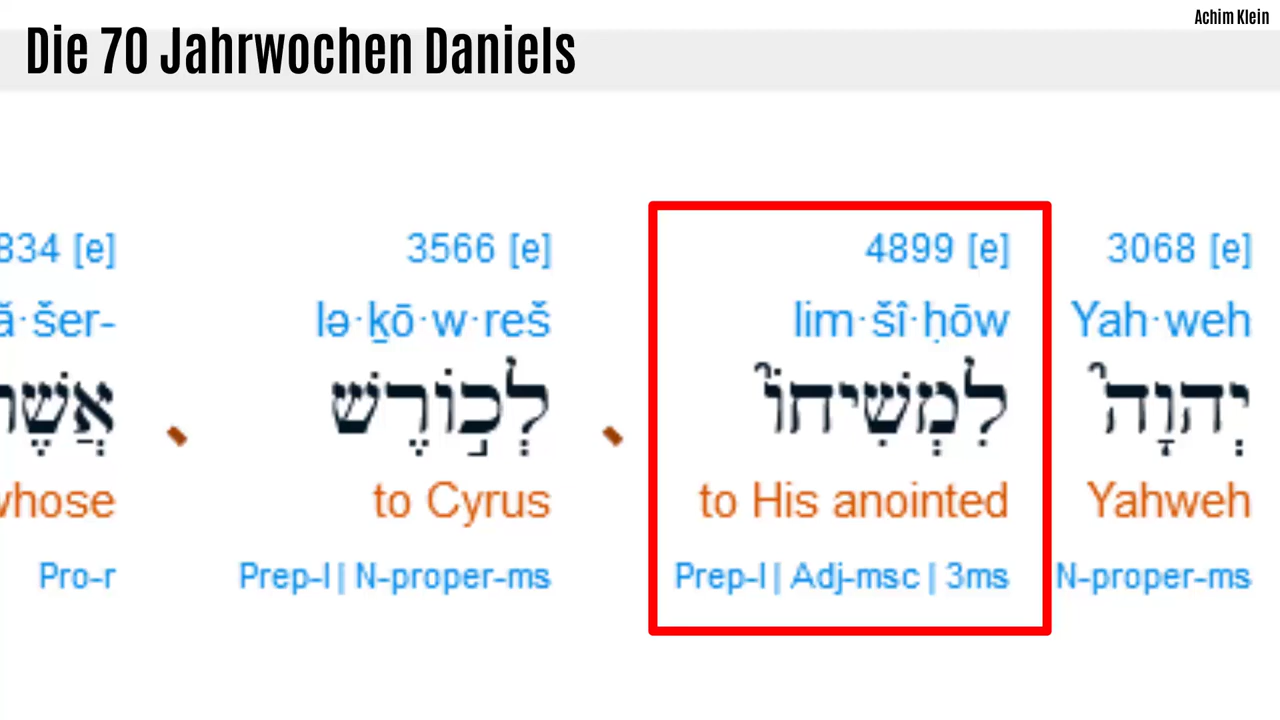 Achim Klein
Die 70 Jahrwochen Daniels
834 [e] 3566 [e] 4899 [e] 3068 [e]
ă·šer- lə·ḵō·w·reš lim·šî·ḥōw Yah·weh
יְהוָה֮ לִמְשִׁיחוֹ֮ לְכ֣וֹרֶשׁ אֲשֶׁר
whose to Cyrus to His anointed Yahweh
Pro-r Prep-l | N-proper-ms Prep-l | Adj-msc | 3ms N-proper-ms